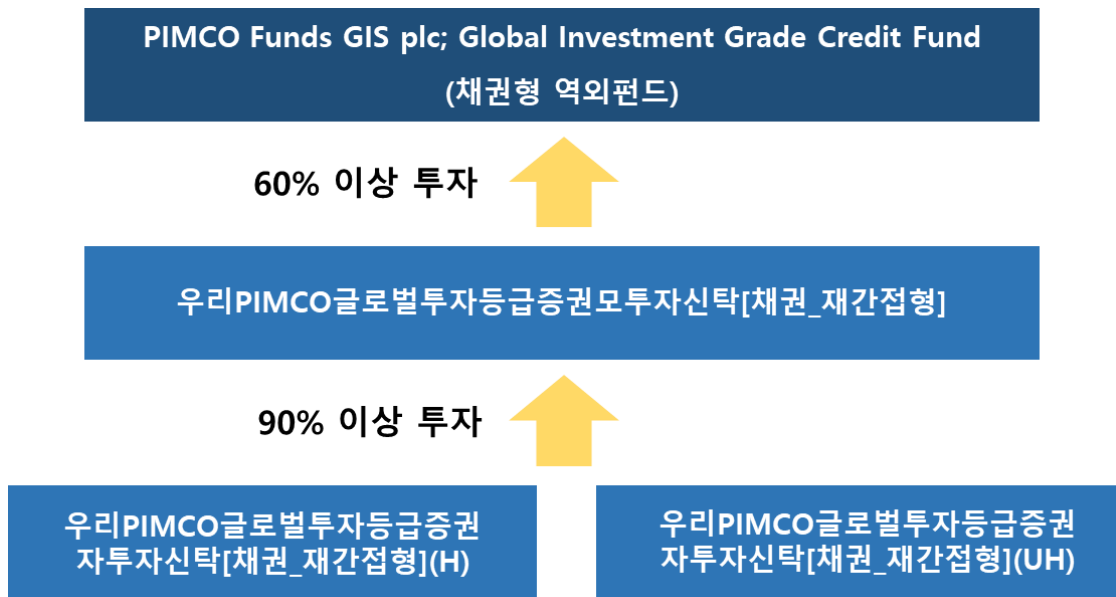 PIMCO Funds GIS plc; Global Investment Grade Credit Fund
(채권형 역외펀드)
60% 이상 투자
우리PIMCO글로벌투자등급증권모투자신탁[채권_재간접형]
90% 이상 투자
우리PIMCO글로벌투자등급증권
자투자신탁[채권_재간접형](H)
우리PIMCO글로벌투자등급증권
자투자신탁[채권_재간접형](UH)